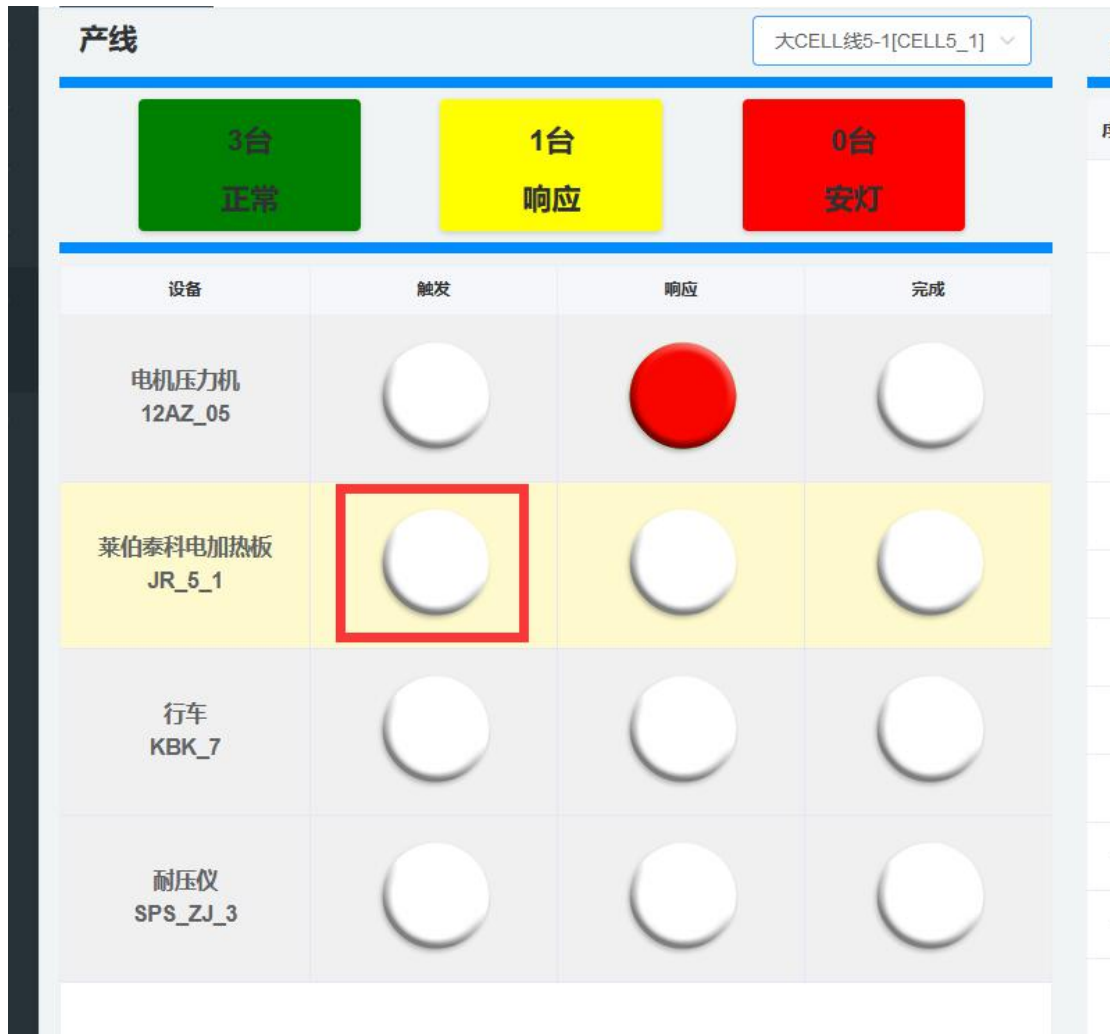 产线
大CELL线5-1[CELL5_1]
3台
正常
1台
响应
0台
安灯
设备 触发 响应 完成
电机压力机
12AZ_05
莱伯泰科电加热板
JR_5_1
行车
KBK_7
耐压仪
SPS_ZJ_3